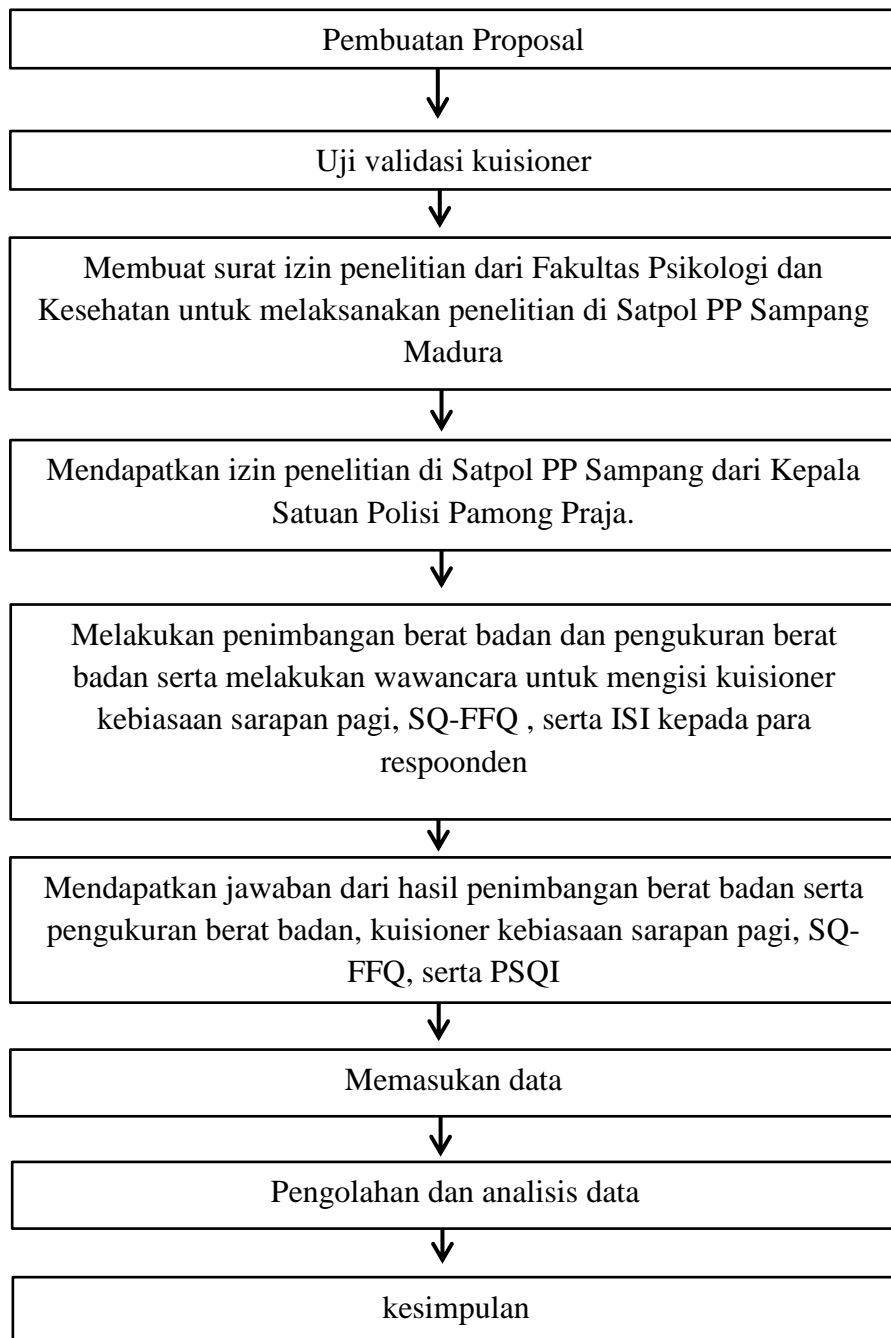 Pembuatan Proposal
Uji validasi kuisioner
Membuat surat izin penelitian dari Fakultas Psikologi dan
Kesehatan untuk melaksanakan penelitian di Satpol PP Sampang
Madura
Mendapatkan izin penelitian di Satpol PP Sampang dari Kepala
Satuan Polisi Pamong Praja.
Melakukan penimbangan berat badan dan pengukuran berat
badan serta melakukan wawancara untuk mengisi kuisioner
kebiasaan sarapan pagi, SQ-FFQ , serta ISI kepada para
respoonden
Mendapatkan jawaban dari hasil penimbangan berat badan serta
pengukuran berat badan, kuisioner kebiasaan sarapan pagi, SQ-
FFQ, serta PSQI
Memasukan data
Pengolahan dan analisis data
kesimpulan